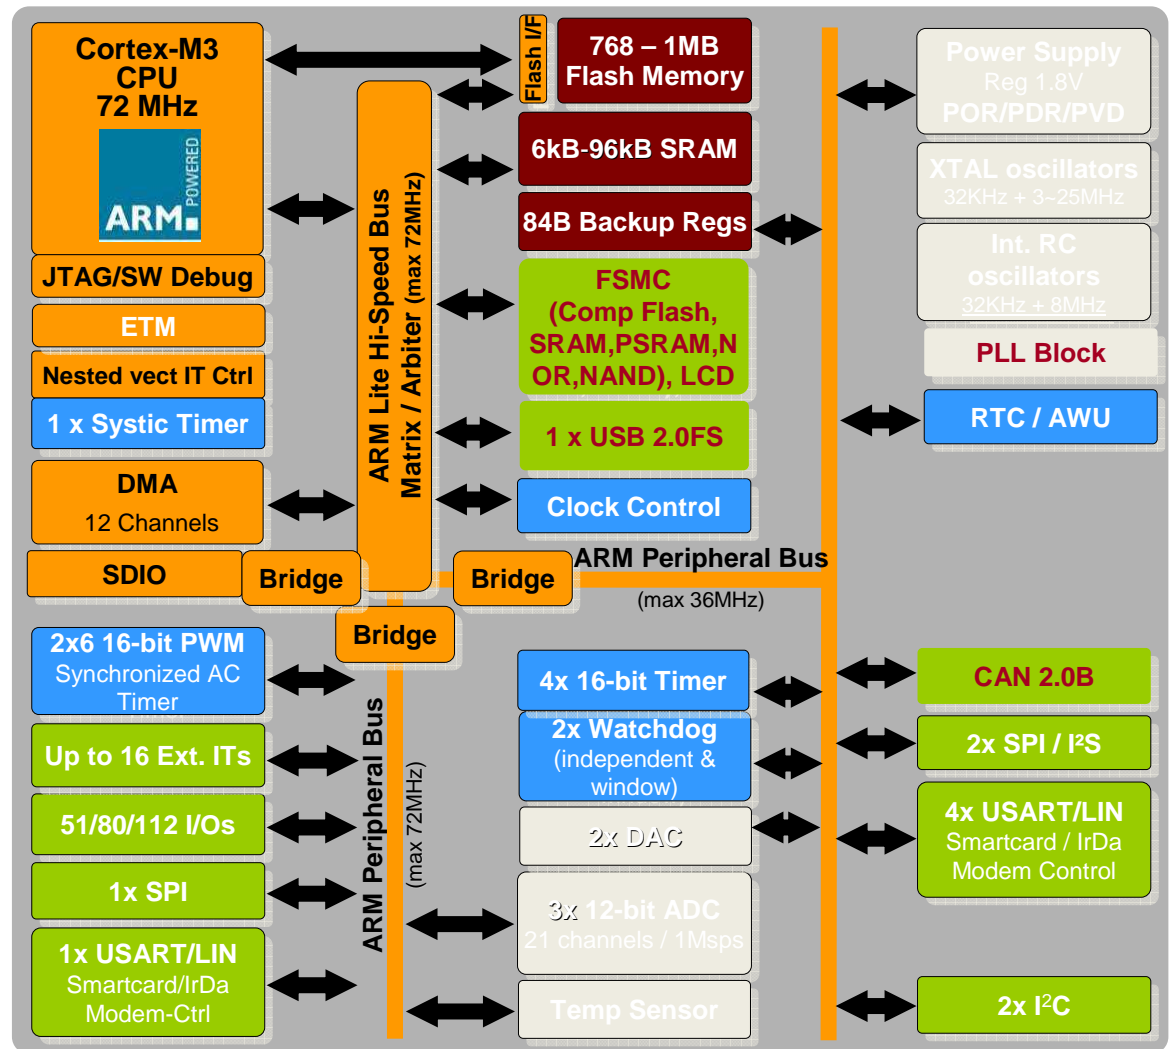 Cortex-M3
CPU
72 MHz
ARM
POWERED
JTAG/SW Debug
ETM
Nested vect IT Ctrl
1 x Systic Timer
DMA
12 Channels
SDIO
Bridge
Bridge
Bridge
ARM Lite Hi-Speed Bus
Matrix / Arbiter (max 72MHz)
Flash I/F
768 – 1MB
Flash Memory
6kB-96kB SRAM
84B Backup Regs
FSMC
(Comp Flash,
SRAM,PSRAM,N
OR,NAND), LCD
1 x USB 2.0FS
Clock Control
ARM Peripheral Bus
(max 36MHz)
Power Supply
Reg 1.8V
POR/PDR/PVD
XTAL oscillators
32KHz + 3~25MHz
Int. RC
oscillators
32KHz + 8MHz
PLL Block
RTC / AWU
2x6 16-bit PWM
Synchronized AC
Timer
Up to 16 Ext. ITs
51/80/112 I/Os
1x SPI
1x USART/LIN
Smartcard/IrDa
Modem-Ctrl
ARM Peripheral Bus
(max 72MHz)
4x 16-bit Timer
2x Watchdog
(independent &
window)
2x DAC
3x 12-bit ADC
21 channels / 1Msps
Temp Sensor
CAN 2.0B
2x SPI / I²S
4x USART/LIN
Smartcard / IrDa
Modem Control
2x I²C